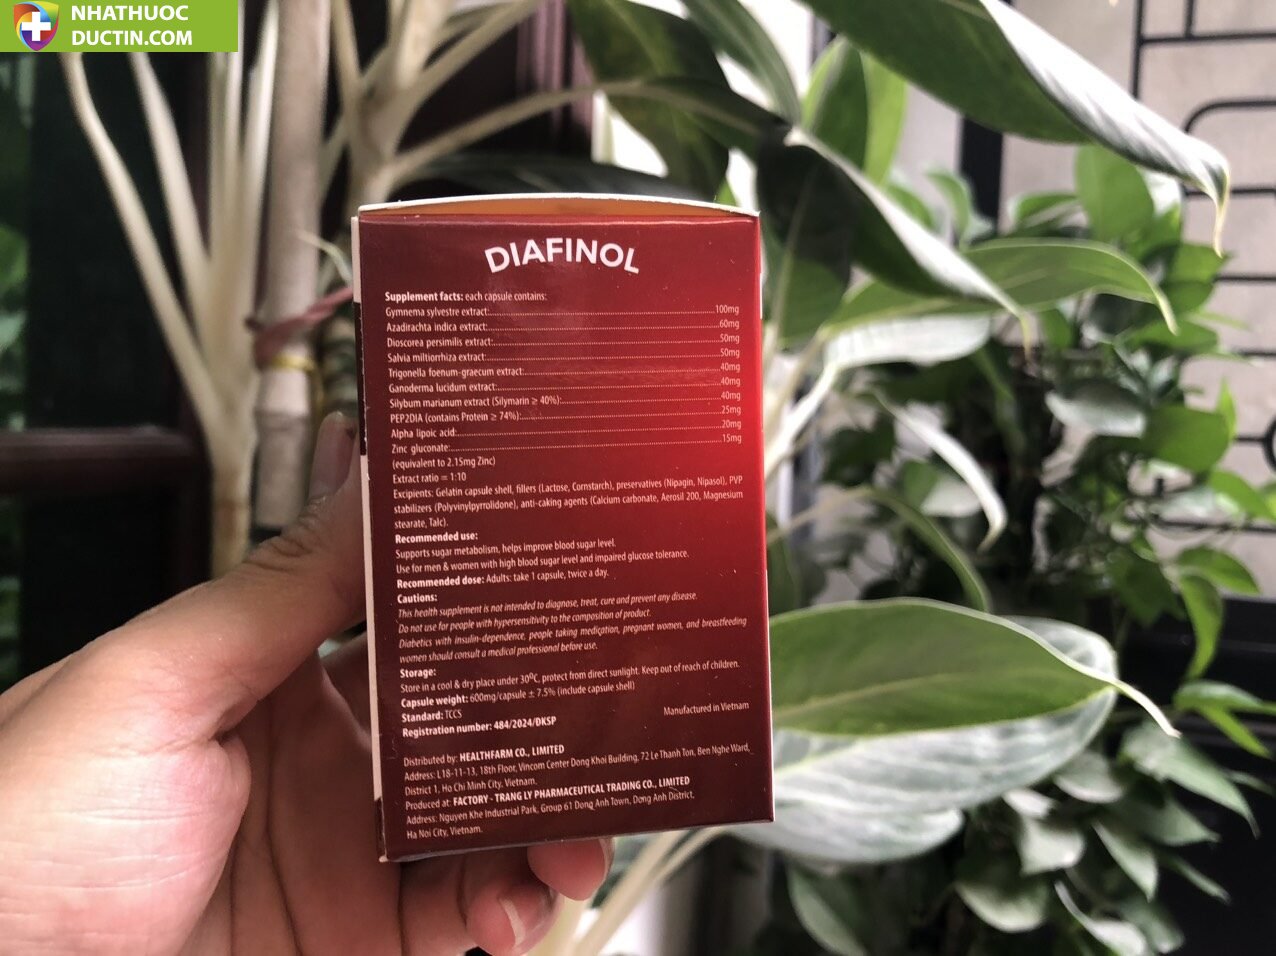 NHATHUOC
DUCTIN.COM
DIAFINOL
Supplement facts: each capsule contains:
Gymnema sylvestre extract:........100mg
Azadirachta indica extract:........60mg
Dioscorea persimilis extract:........50mg
Salvia miltiorrhiza extract:........50mg
Trigonella foenum-graecum extract:........40mg
Ganoderma lucidum extract:........40mg
Silybum marianum extract (Silymarin ≥ 40%):........40mg
PEP2DIA (contains Protein ≥ 74%):........25mg
Alpha lipoic acid:........20mg
Zinc gluconate:........15mg
(equivalent to 2.15mg Zinc)
Extract ratio = 1:10
Excipients: Gelatin capsule shell, fillers (Lactose, Cornstarch), preservatives (Nipagin, Nipasol), PVP
stabilizers (Polyvinylpyrrolidone), anti-caking agents (Calcium carbonate, Aerosil 200, Magnesium
stearate, Talc).
Recommended use:
Supports sugar metabolism, helps improve blood sugar level.
Use for men & women with high blood sugar level and impaired glucose tolerance.
Recommended dose: Adults: take 1 capsule, twice a day.
Cautions:
This health supplement is not intended to diagnose, treat, cure and prevent any disease.
Do not use for people with hypersensitivity to the composition of product.
Diabetics with insulin-dependence, people taking medication, pregnant women, and breastfeeding
women should consult a medical professional before use.
Storage:
Store in a cool & dry place under 30ºC, protect from direct sunlight. Keep out of reach of children.
Capsule weight: 600mg/capsule ± 7.5% (include capsule shell)
Standard: TCCS
Manufactured in Vietnam
Registration number: 484/2024/DKSP
Distributed by: HEALTHFARM CO., LIMITED
Address: L18-11-13, 18th Floor, Vincom Center Dong Khoi Building, 72 Le Thanh Ton, Ben Nghe Ward,
District 1, Ho Chi Minh City, Vietnam.
Produced at: FACTORY - TRANG LY PHARMACEUTICAL TRADING CO., LIMITED
Address: Nguyen Khe Industrial Park, Group 61 Dong Anh Town, Dong Anh District,
Ha Noi City, Vietnam.